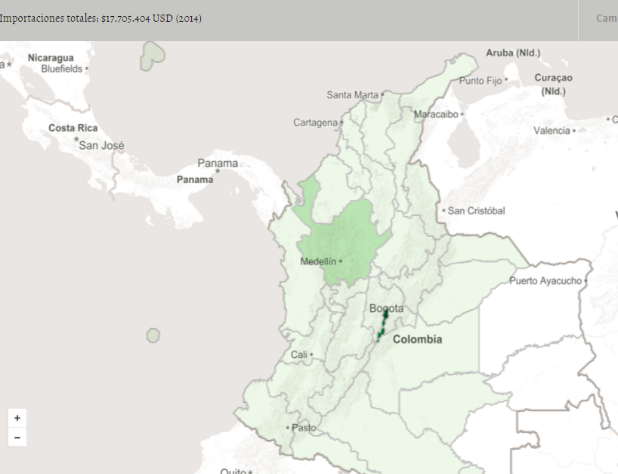 Importaciones totales: $17.705.404 USD (2014)
Cam
Nicaragua
a
Bluefields
Aruba (Nld.)
Punto Fijo
Curaçao
(Nld.)
Santa Marta
Cartagena
Maracaibo
C
Valencia
Costa Rica
San José
Panama
Panama
San Cristóbal
V
Medellín
Puerto Ayacucho
Bogota
Colombia
Cali
+
−
Pasto
Quito